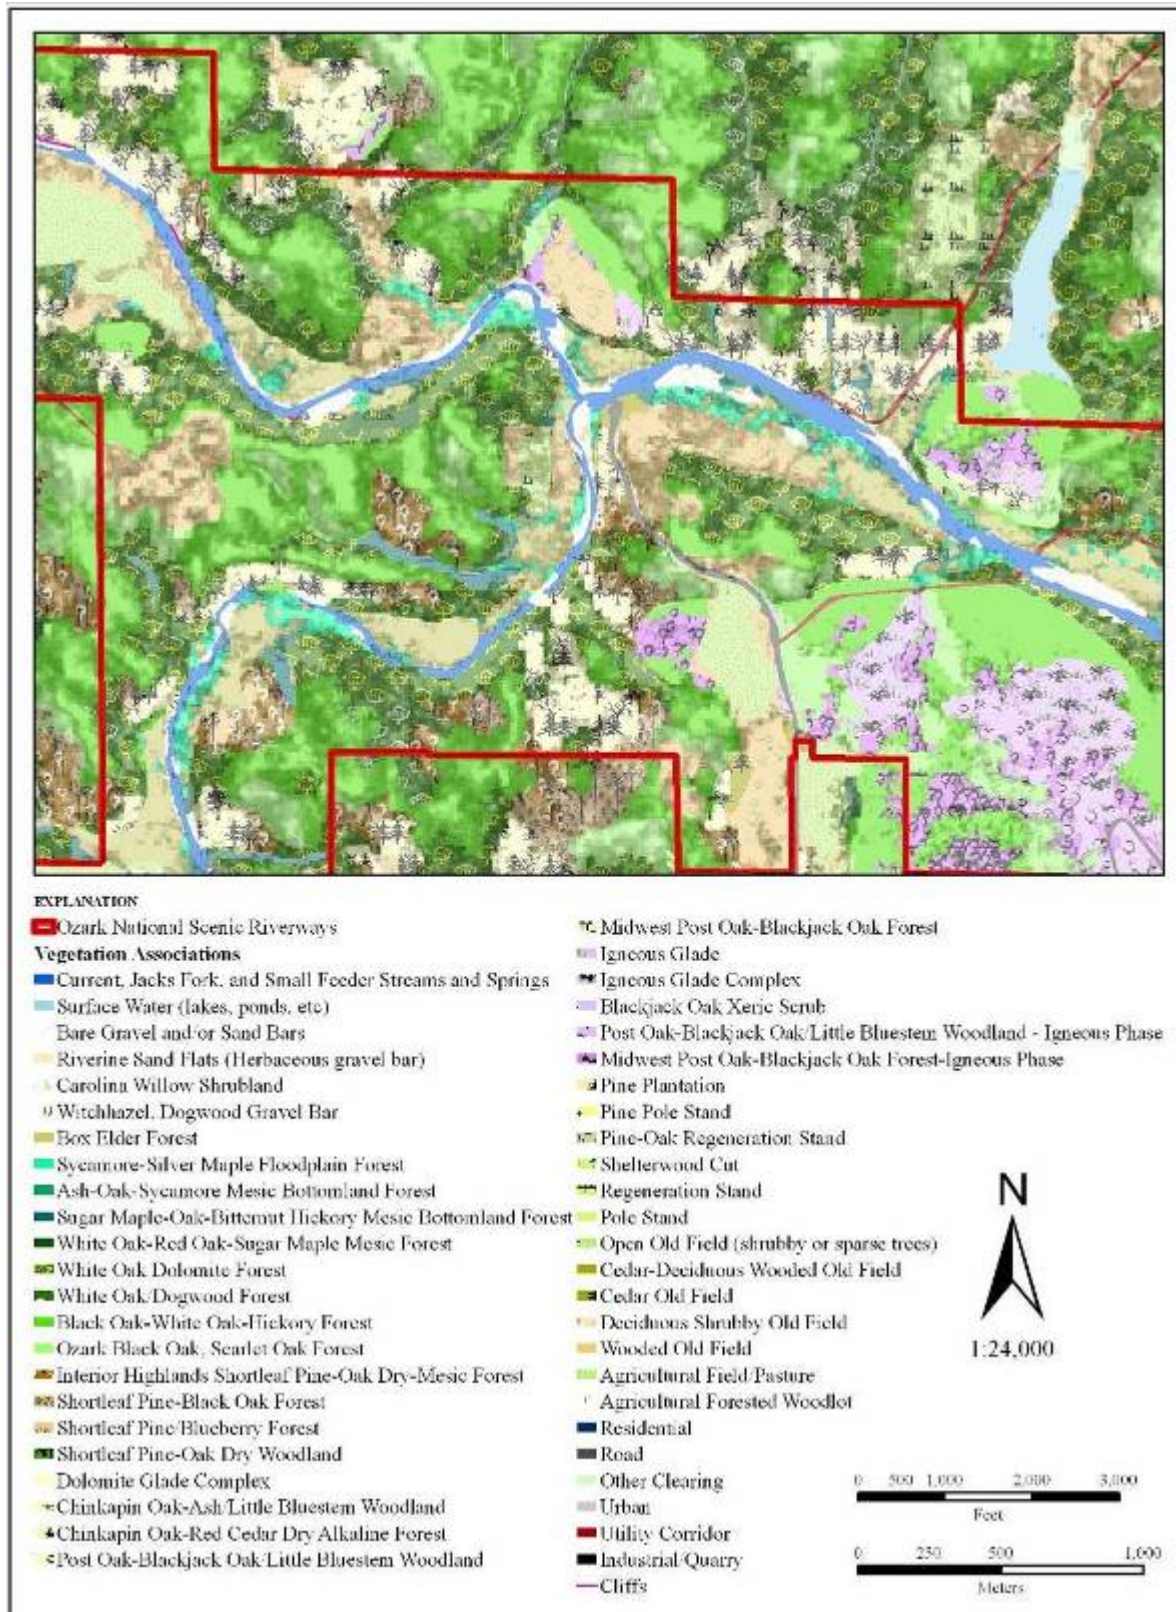 EXPLANATION
Ozark National Scenic Riverways
Vegetation Associations
Current, Jacks Fork, and Small Feeder Streams and Springs
Surface Water (lakes, ponds, etc)
Bare Gravel and/or Sand Bars
Riverine Sand Flats (Herbaceous gravel bar)
Carolina Willow Shrubland
Witchhazel, Dogwood Gravel Bar
Box Elder Forest
Sycamore-Silver Maple Floodplain Forest
Ash-Oak-Sycamore Mesic Bottomland Forest
Sugar Maple-Oak-Bitternut Hickory Mesic Bottomland Forest
White Oak-Red Oak-Sugar Maple Mesic Forest
White Oak Dolomite Forest
White Oak/Dogwood Forest
Black Oak-White Oak-Hickory Forest
Ozark Black Oak, Scarlet Oak Forest
Interior Highlands Shortleaf Pine-Oak Dry-Mesic Forest
Shortleaf Pine-Black Oak Forest
Shortleaf Pine/Blueberry Forest
Shortleaf Pine-Oak Dry Woodland
Dolomite Glade Complex
Chinkapin Oak-Ash/Little Bluestem Woodland
Chinkapin Oak-Red Cedar Dry Alkaline Forest
Post Oak-Blackjack Oak/Little Bluestem Woodland
Midwest Post Oak-Blackjack Oak Forest
Igneous Glade
Igneous Glade Complex
Blackjack Oak Xeric Scrub
Post Oak-Blackjack Oak/Little Bluestem Woodland - Igneous Phase
Midwest Post Oak-Blackjack Oak Forest-Igneous Phase
Pine Plantation
Pine Pole Stand
Pine-Oak Regeneration Stand
Shelterwood Cut
Regeneration Stand
Pole Stand
Open Old Field (shrubby or sparse trees)
Cedar-Deciduous Wooded Old Field
Cedar Old Field
Deciduous Shrubby Old Field
Wooded Old Field
Agricultural Field/Pasture
Agricultural Forested Woodlot
Residential
Road
Other Clearing
Urban
Utility Corridor
Industrial/Quarry
Cliffs
N
1:24,000
0 500 1,000 2,000 3,000
Feet
0 250 500 1,000
Meters